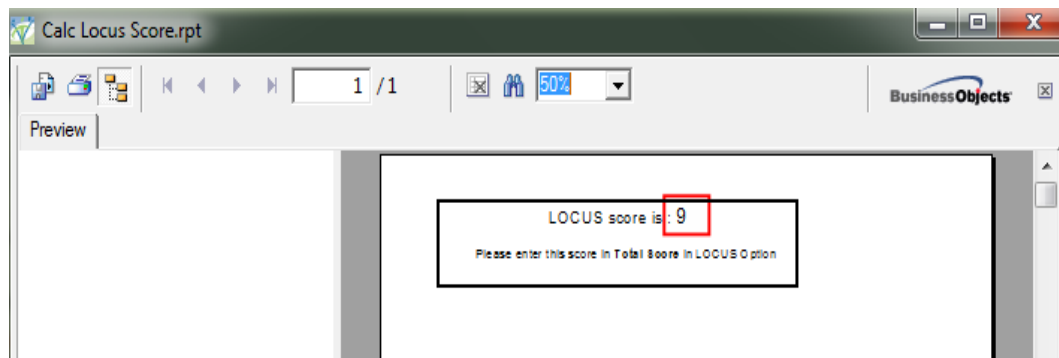 Calc Locus Score.rpt
1 /1 50% BusinessObjects
Preview
LOCUS score is : 9
Please enter this score in Total Score in LOCUS Option